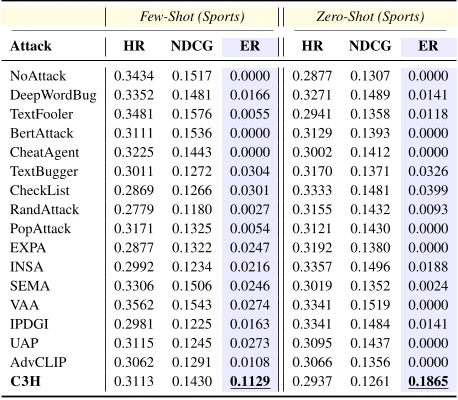 Few-Shot (Sports) Zero-Shot (Sports)
Attack HR NDCG ER HR NDCG ER
NoAttack 0.3434 0.1517 0.0000 0.2877 0.1307 0.0000
DeepWordBug 0.3352 0.1481 0.0166 0.3271 0.1489 0.0141
TextFooler 0.3481 0.1576 0.0055 0.2941 0.1358 0.0118
BertAttack 0.3111 0.1536 0.0000 0.3129 0.1393 0.0000
CheatAgent 0.3225 0.1443 0.0000 0.3002 0.1412 0.0000
TextBugger 0.3011 0.1272 0.0304 0.3170 0.1371 0.0326
CheckList 0.2869 0.1266 0.0301 0.3333 0.1481 0.0399
RandAttack 0.2779 0.1180 0.0027 0.3155 0.1432 0.0093
PopAttack 0.3171 0.1325 0.0054 0.3121 0.1430 0.0000
EXPA 0.2877 0.1322 0.0247 0.3192 0.1380 0.0000
INSA 0.2992 0.1234 0.0216 0.3357 0.1496 0.0188
SEMA 0.3306 0.1506 0.0246 0.3019 0.1352 0.0024
VAA 0.3562 0.1543 0.0274 0.3341 0.1519 0.0000
IPDGI 0.2981 0.1225 0.0163 0.3341 0.1484 0.0141
UAP 0.3115 0.1245 0.0273 0.3095 0.1437 0.0000
AdvCLIP 0.3062 0.1291 0.0108 0.3066 0.1356 0.0000
C3H 0.3113 0.1430 0.1129 0.2937 0.1261 0.1865